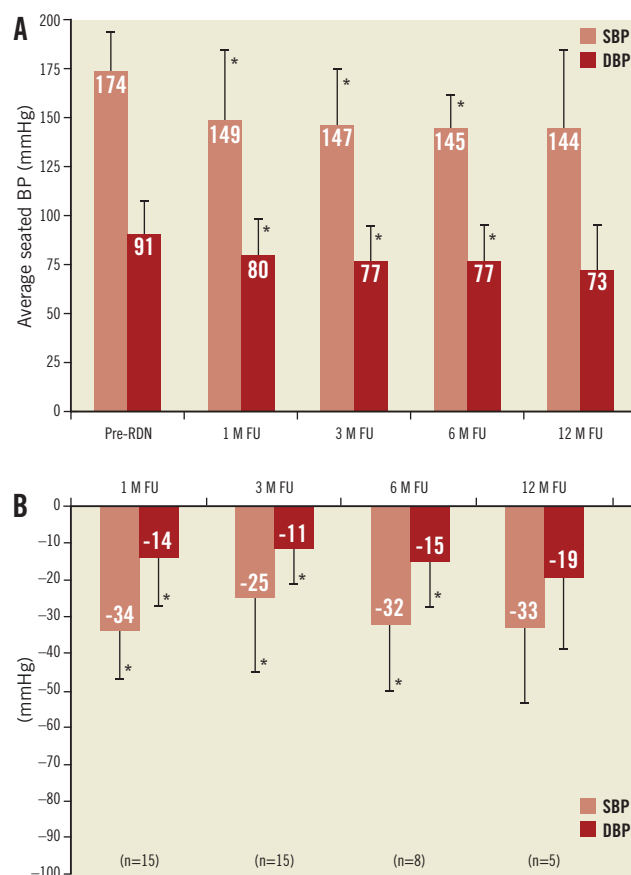 A
Average seated BP (mmHg)
200
175
150
125
100
75
50
25
0
SBP
DBP
174
91
*
149
*
80
*
147
*
77
*
145
*
77
144
73
Pre-RDN
1 M FU
3 M FU
6 M FU
12 M FU
B
(mmHg)
1 M FU
3 M FU
6 M FU
12 M FU
0
–10
–20
–30
–40
–50
–60
–70
–80
–90
–100
-34
*
-14
*
-25
*
-11
*
-32
*
-15
*
-33
-19
SBP
DBP
(n=15)
(n=15)
(n=8)
(n=5)